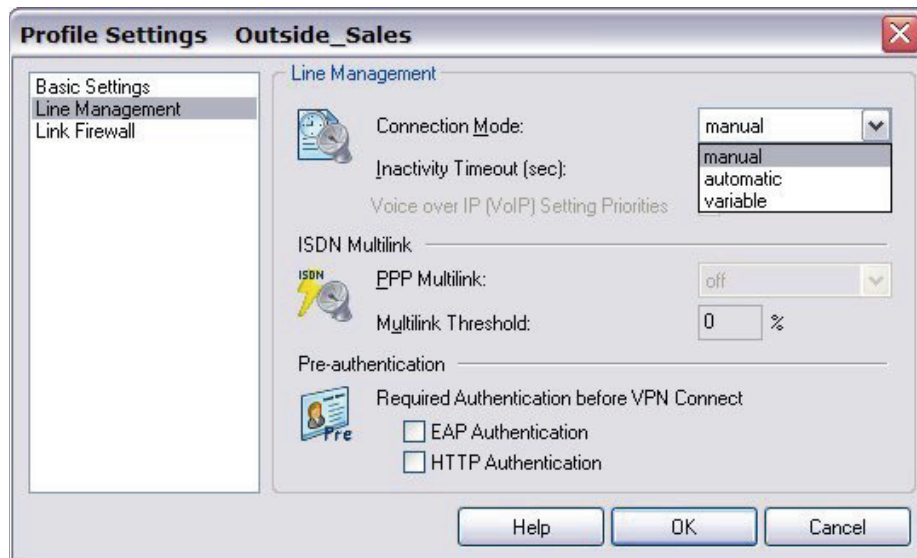 Profile Settings Outside_Sales
Basic Settings
Line Management
Link Firewall
Line Management
Connection Mode: manual
manual
automatic
variable
Inactivity Timeout (sec):
Voice over IP (VoIP) Setting Priorities
ISDN Multilink
ISDN
PPP Multilink: off
Multilink Threshold: 0 %
Pre-authentication
Pre
Required Authentication before VPN Connect
EAP Authentication
HTTP Authentication
Help OK Cancel